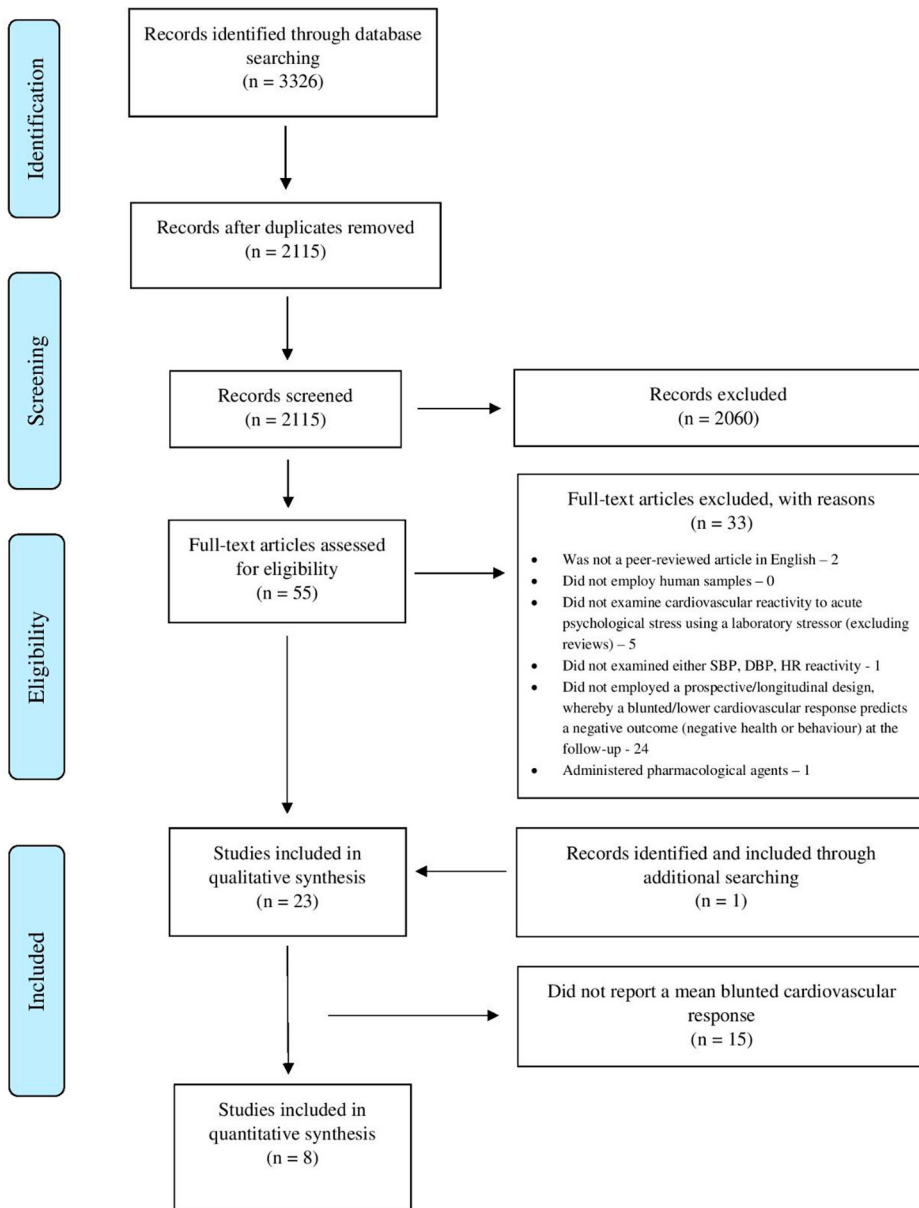 Identification
Records identified through database
searching
(n = 3326)
Records after duplicates removed
(n = 2115)
Screening
Records screened
(n = 2115)
Records excluded
(n = 2060)
Eligibility
Full-text articles assessed
for eligibility
(n = 55)
Full-text articles excluded, with reasons
(n = 33)
• Was not a peer-reviewed article in English – 2
• Did not employ human samples – 0
• Did not examine cardiovascular reactivity to acute
psychological stress using a laboratory stressor (excluding
reviews) – 5
• Did not examined either SBP, DBP, HR reactivity - 1
• Did not employed a prospective/longitudinal design,
whereby a blunted/lower cardiovascular response predicts
a negative outcome (negative health or behaviour) at the
follow-up - 24
• Administered pharmacological agents – 1
Included
Studies included in
qualitative synthesis
(n = 23)
Records identified and included through
additional searching
(n = 1)
Did not report a mean blunted cardiovascular
response
(n = 15)
Studies included in
quantitative synthesis
(n = 8)